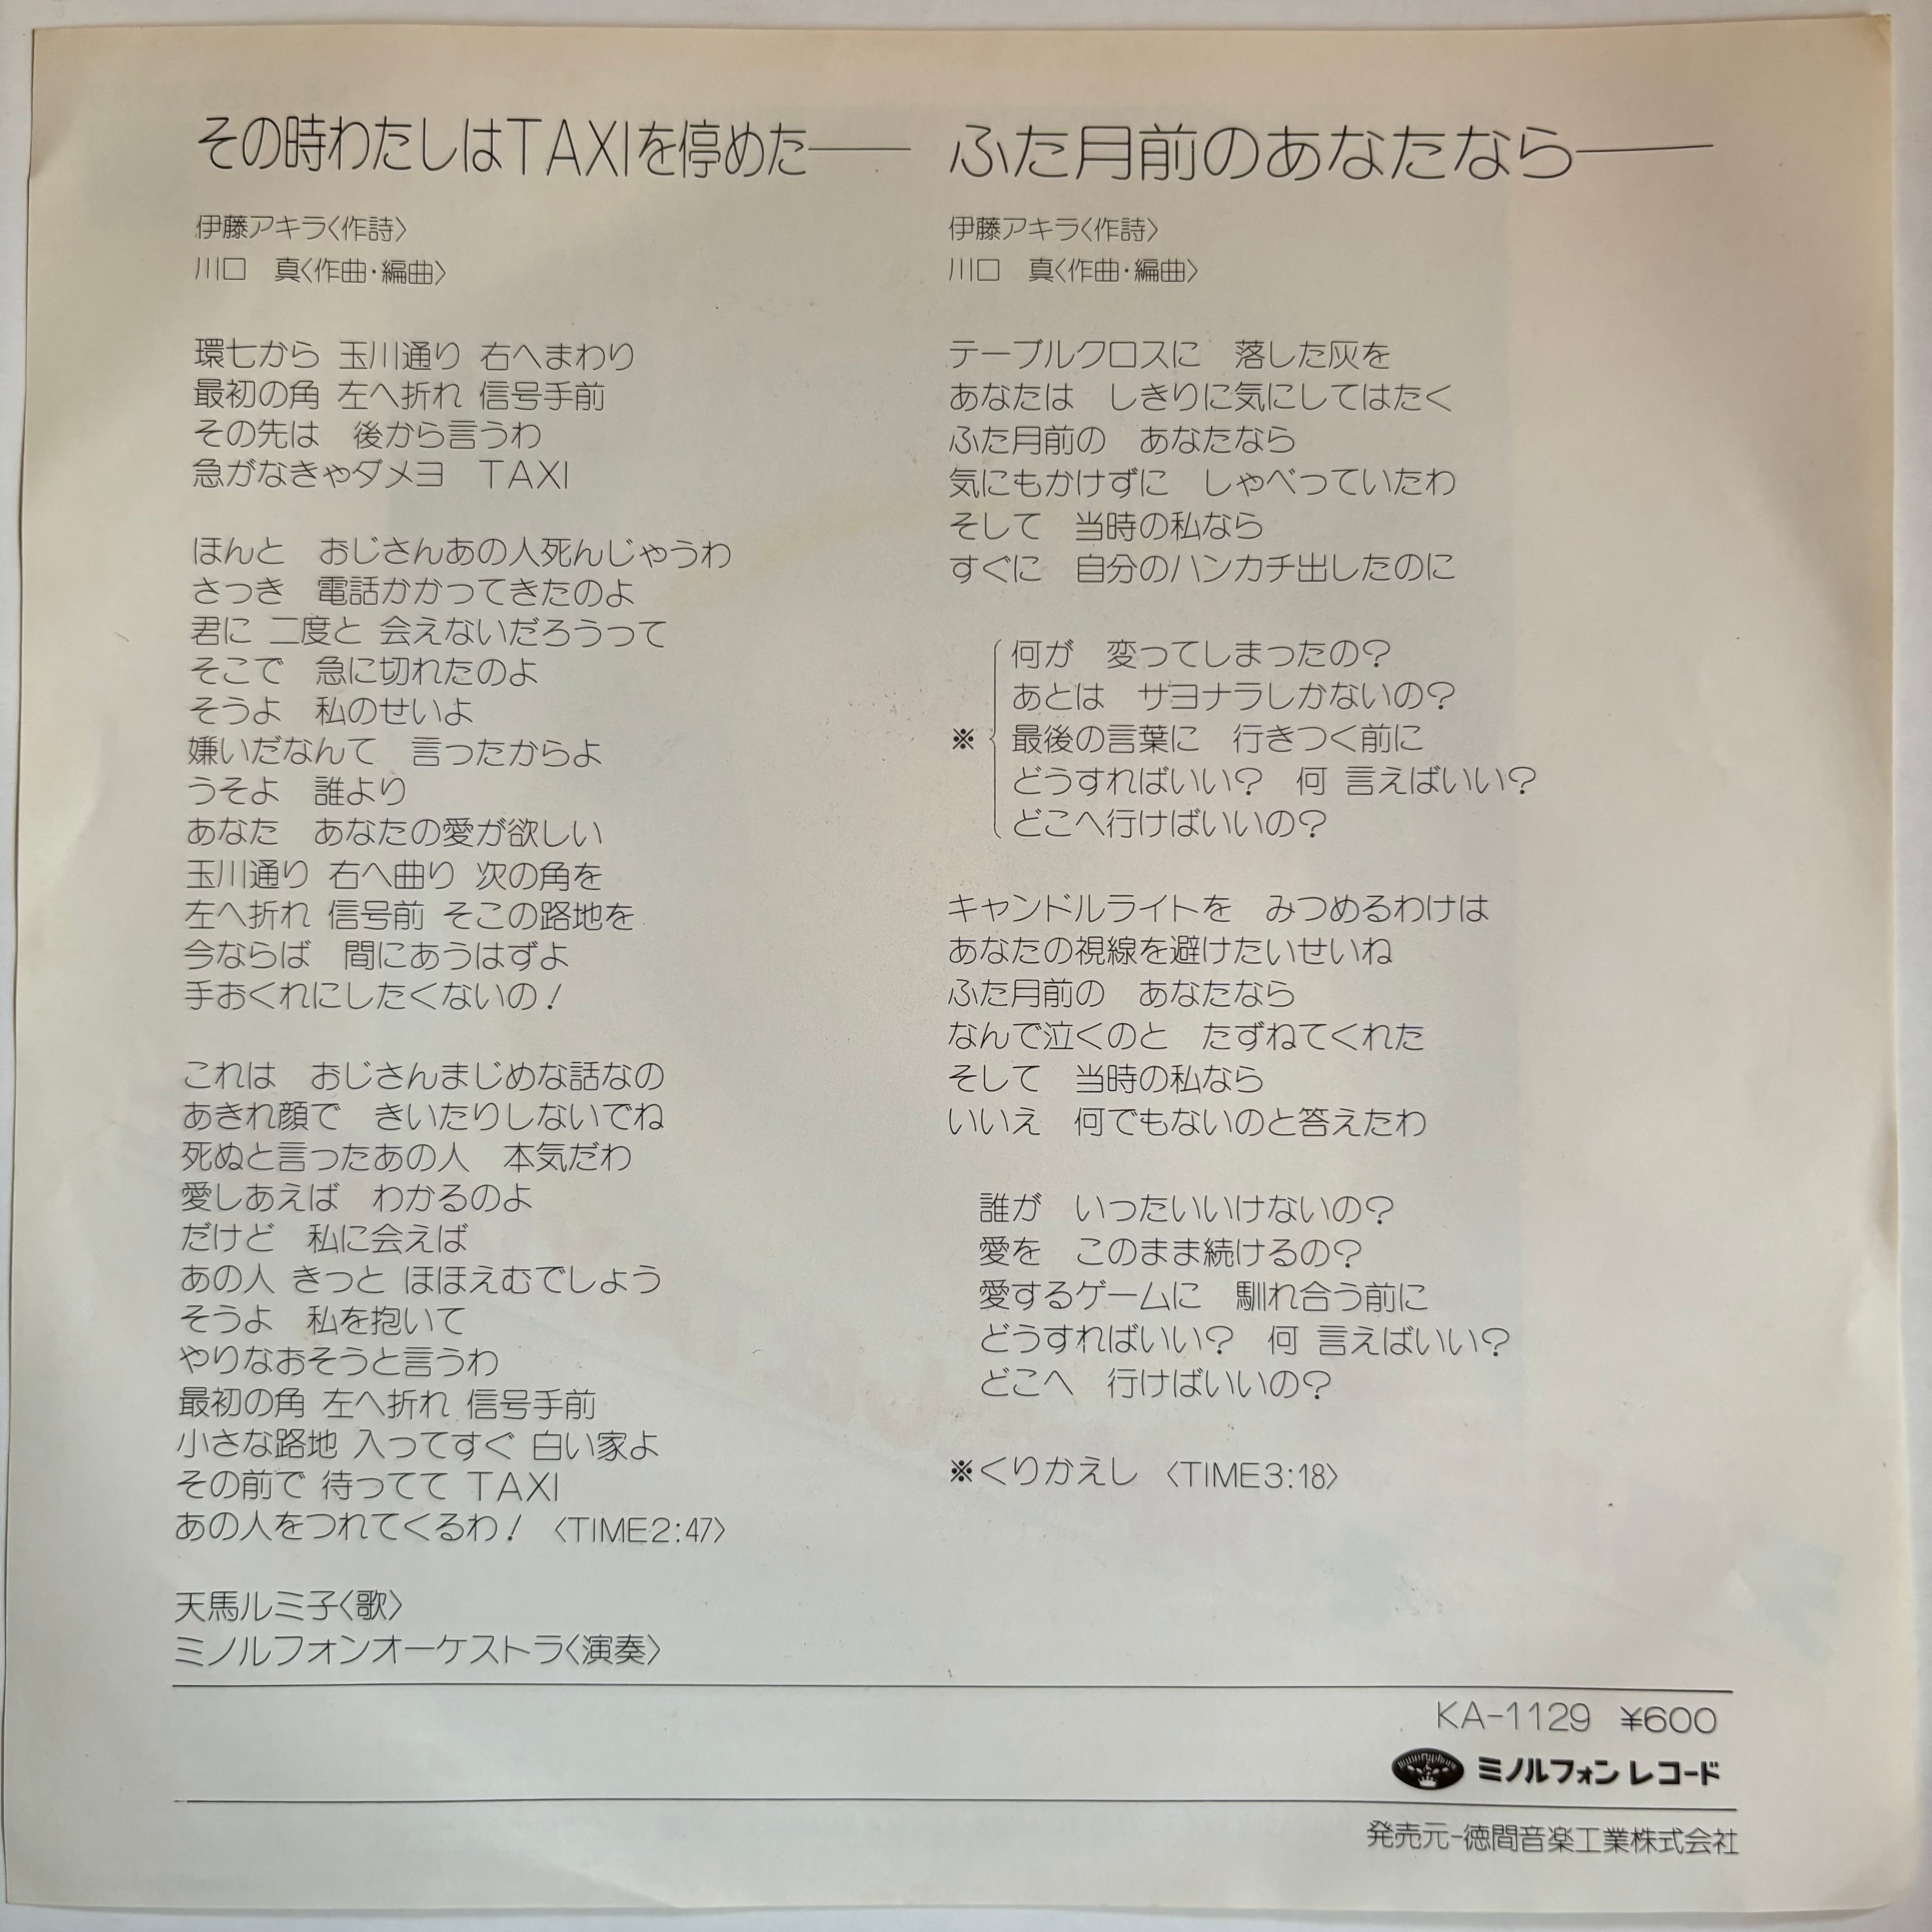 その時わたしはTAXIを停めた——
伊藤アキラ〈作詩〉
川口　真〈作曲・編曲〉
環七から 玉川通り 右へまわり
最初の角 左へ折れ 信号手前
その先は　後から言うわ
急がなきゃダメヨ　TAXI
ほんと　おじさんあの人死んじゃうわ
さっき　電話かかってきたのよ
君に 二度と 会えないだろうって
そこで　急に切れたのよ
そうよ　私のせいよ
嫌いだなんて　言ったからよ
うそよ　誰より
あなた　あなたの愛が欲しい
玉川通り 右へ曲り 次の角を
左へ折れ 信号前 そこの路地を
今ならば　間にあうはずよ
手おくれにしたくないの！
これは　おじさんまじめな話なの
あきれ顔で　きいたりしないでね
死ぬと言ったあの人　本気だわ
愛しあえば　わかるのよ
だけど　私に会えば
あの人 きっと ほほえむでしょう
そうよ　私を抱いて
やりなおそうと言うわ
最初の角 左へ折れ 信号手前
小さな路地 入ってすぐ 白い家よ
その前で 待ってて TAXI
あの人をつれてくるわ！ 〈TIME2:47〉
天馬ルミ子〈歌〉
ミノルフォンオーケストラ〈演奏〉
ふた月前のあなたなら——
伊藤アキラ〈作詩〉
川口　真〈作曲・編曲〉
テーブルクロスに　落した灰を
あなたは　しきりに気にしてはたく
ふた月前の　あなたなら
気にもかけずに　しゃべっていたわ
そして　当時の私なら
すぐに　自分のハンカチ出したのに
何が　変ってしまったの？
あとは　サヨナラしかないの？
※ 最後の言葉に　行きつく前に
どうすればいい？　何 言えばいい？
どこへ行けばいいの？
キャンドルライトを　みつめるわけは
あなたの視線を避けたいせいね
ふた月前の　あなたなら
なんで泣くのと　たずねてくれた
そして　当時の私なら
いいえ　何でもないのと答えたわ
誰が　いったいいけないの？
愛を　このまま続けるの？
愛するゲームに　馴れ合う前に
どうすればいい？　何 言えばいい？
どこへ　行けばいいの？
※くりかえし 〈TIME3:18〉
KA-1129 ¥600
minoruphone ミノルフォン レコード
発売元-徳間音楽工業株式会社